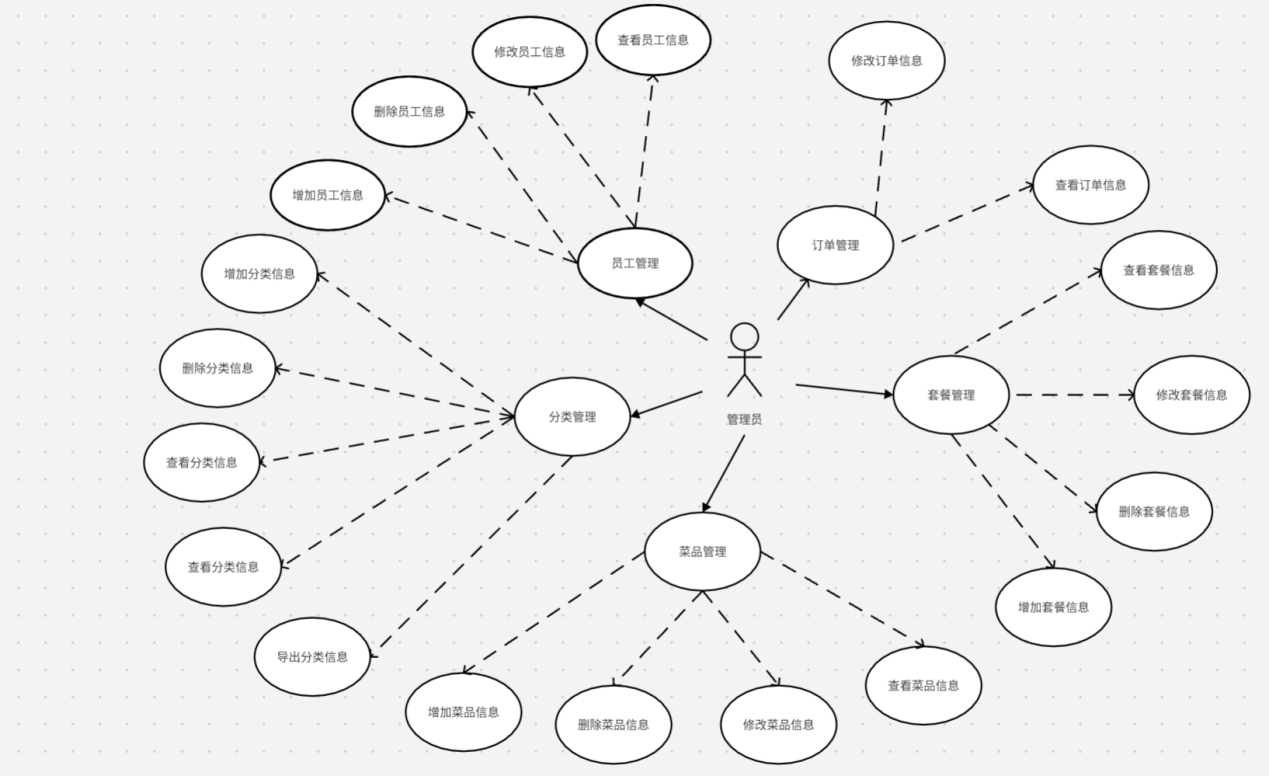 查看员工信息
修改员工信息
修改订单信息
删除员工信息
查看订单信息
增加员工信息
订单管理
员工管理
查看套餐信息
增加分类信息
删除分类信息
套餐管理
修改套餐信息
分类管理
管理员
查看分类信息
删除套餐信息
菜品管理
查看分类信息
增加套餐信息
导出分类信息
查看菜品信息
增加菜品信息
删除菜品信息
修改菜品信息